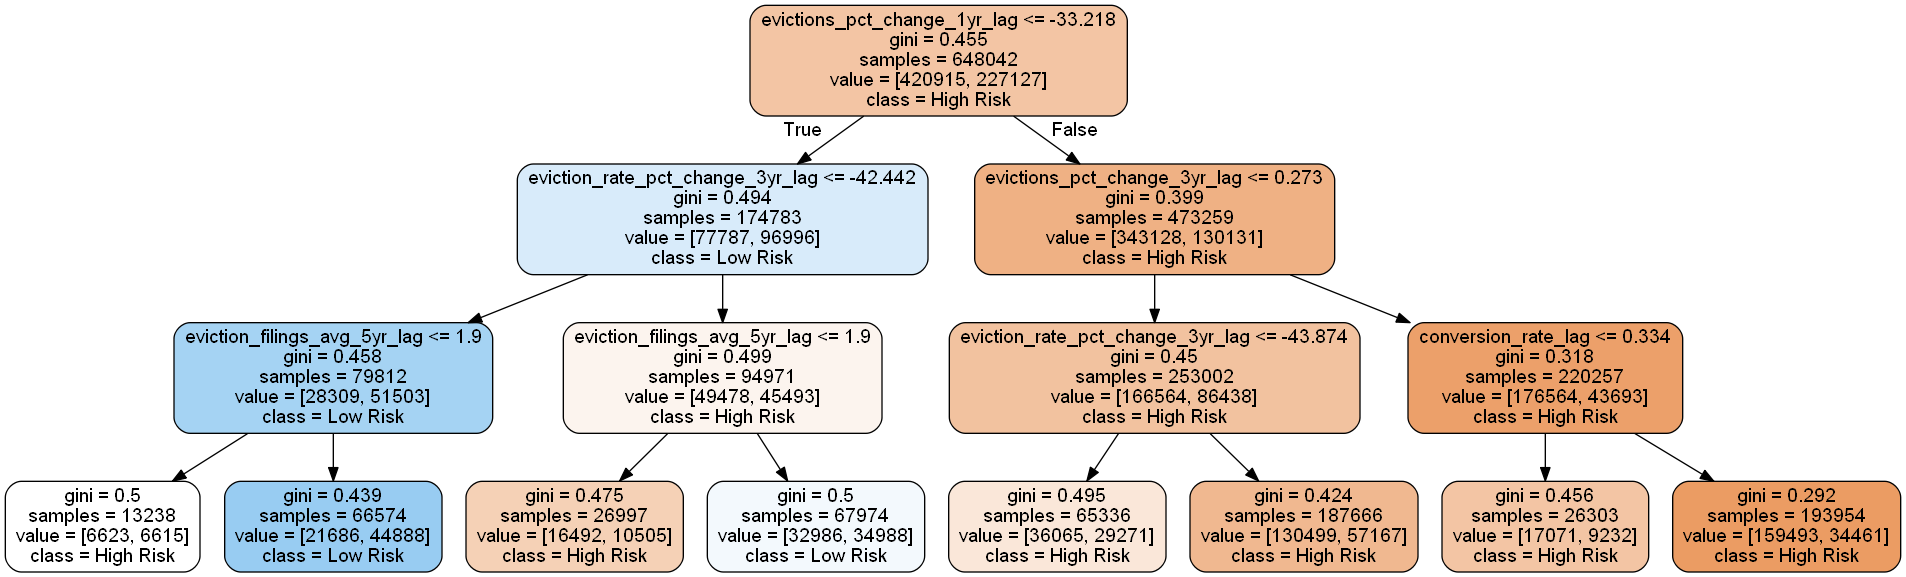 evictions_pct_change_1yr_lag <= -33.218
gini = 0.455
samples = 648042
value = [420915, 227127]
class = High Risk
True
False
eviction_rate_pct_change_3yr_lag <= -42.442
gini = 0.494
samples = 174783
value = [77787, 96996]
class = Low Risk
evictions_pct_change_3yr_lag <= 0.273
gini = 0.399
samples = 473259
value = [343128, 130131]
class = High Risk
eviction_filings_avg_5yr_lag <= 1.9
gini = 0.458
samples = 79812
value = [28309, 51503]
class = Low Risk
eviction_filings_avg_5yr_lag <= 1.9
gini = 0.499
samples = 94971
value = [49478, 45493]
class = High Risk
eviction_rate_pct_change_3yr_lag <= -43.874
gini = 0.45
samples = 253002
value = [166564, 86438]
class = High Risk
conversion_rate_lag <= 0.334
gini = 0.318
samples = 220257
value = [176564, 43693]
class = High Risk
gini = 0.5
samples = 13238
value = [6623, 6615]
class = High Risk
gini = 0.439
samples = 66574
value = [21686, 44888]
class = Low Risk
gini = 0.475
samples = 26997
value = [16492, 10505]
class = High Risk
gini = 0.5
samples = 67974
value = [32986, 34988]
class = Low Risk
gini = 0.495
samples = 65336
value = [36065, 29271]
class = High Risk
gini = 0.424
samples = 187666
value = [130499, 57167]
class = High Risk
gini = 0.456
samples = 26303
value = [17071, 9232]
class = High Risk
gini = 0.292
samples = 193954
value = [159493, 34461]
class = High Risk